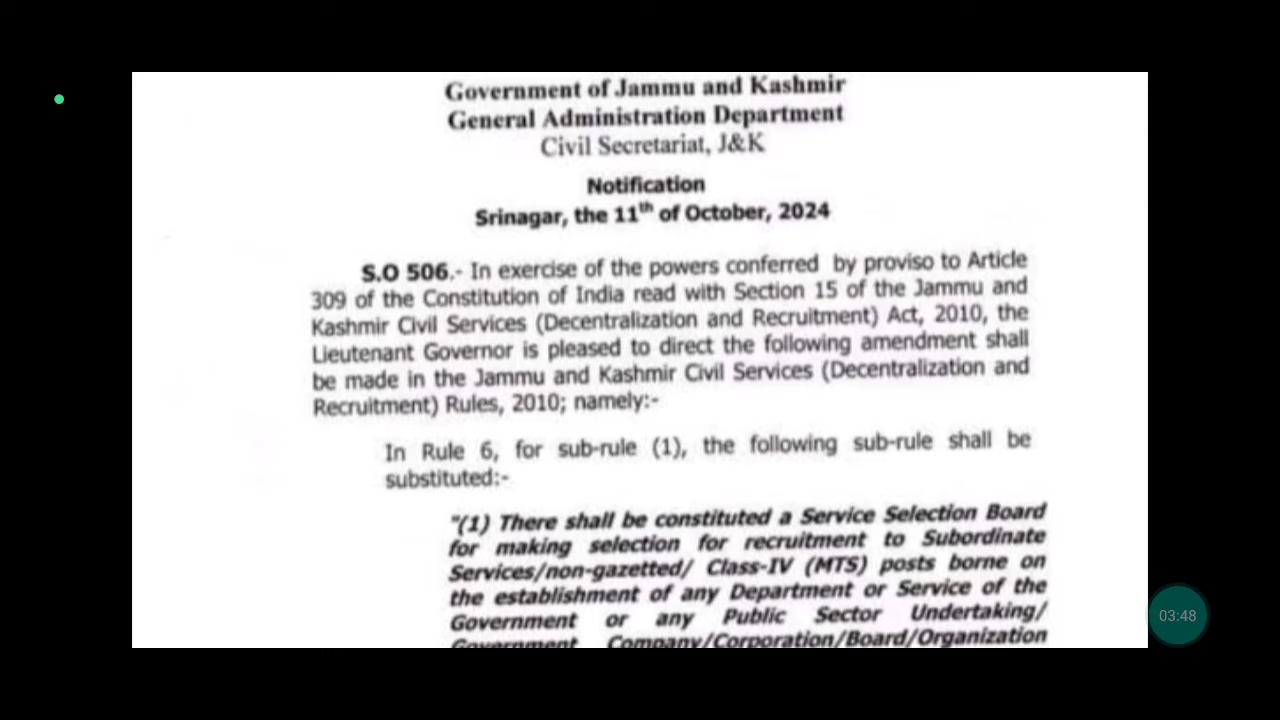 Government of Jammu and Kashmir
General Administration Department
Civil Secretariat, J&K
Notification
Srinagar, the 11th of October, 2024
S.O 506.- In exercise of the powers conferred by proviso to Article
309 of the Constitution of India read with Section 15 of the Jammu and
Kashmir Civil Services (Decentralization and Recruitment) Act, 2010, the
Lieutenant Governor is pleased to direct the following amendment shall
be made in the Jammu and Kashmir Civil Services (Decentralization and
Recruitment) Rules, 2010; namely:-
In Rule 6, for sub-rule (1), the following sub-rule shall be
substituted:-
"(1) There shall be constituted a Service Selection Board
for making selection for recruitment to Subordinate
Services/non-gazetted/ Class-IV (MTS) posts borne on
the establishment of any Department or Service of the
Government or any Public Sector Undertaking/
Government Company/Corporation/Board/Organization
03:48